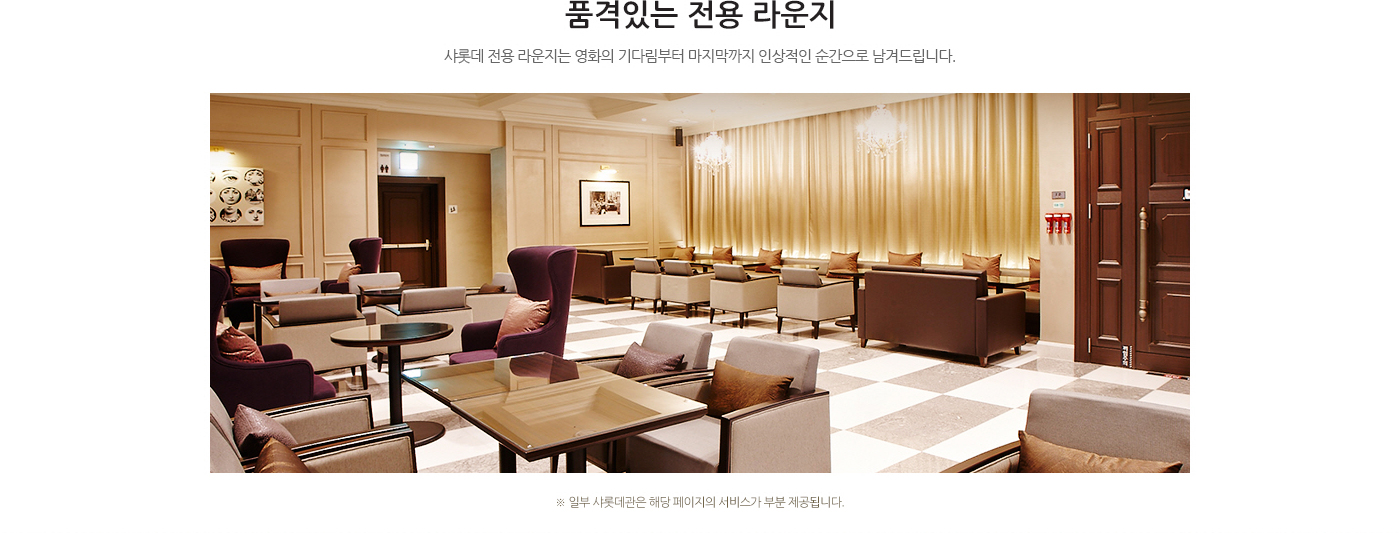 품격있는 전용 라운지
샤롯데 전용 라운지는 영화의 기다림부터 마지막까지 인상적인 순간으로 남겨드립니다.
※ 일부 샤롯데관은 해당 페이지의 서비스가 부분 제공됩니다.